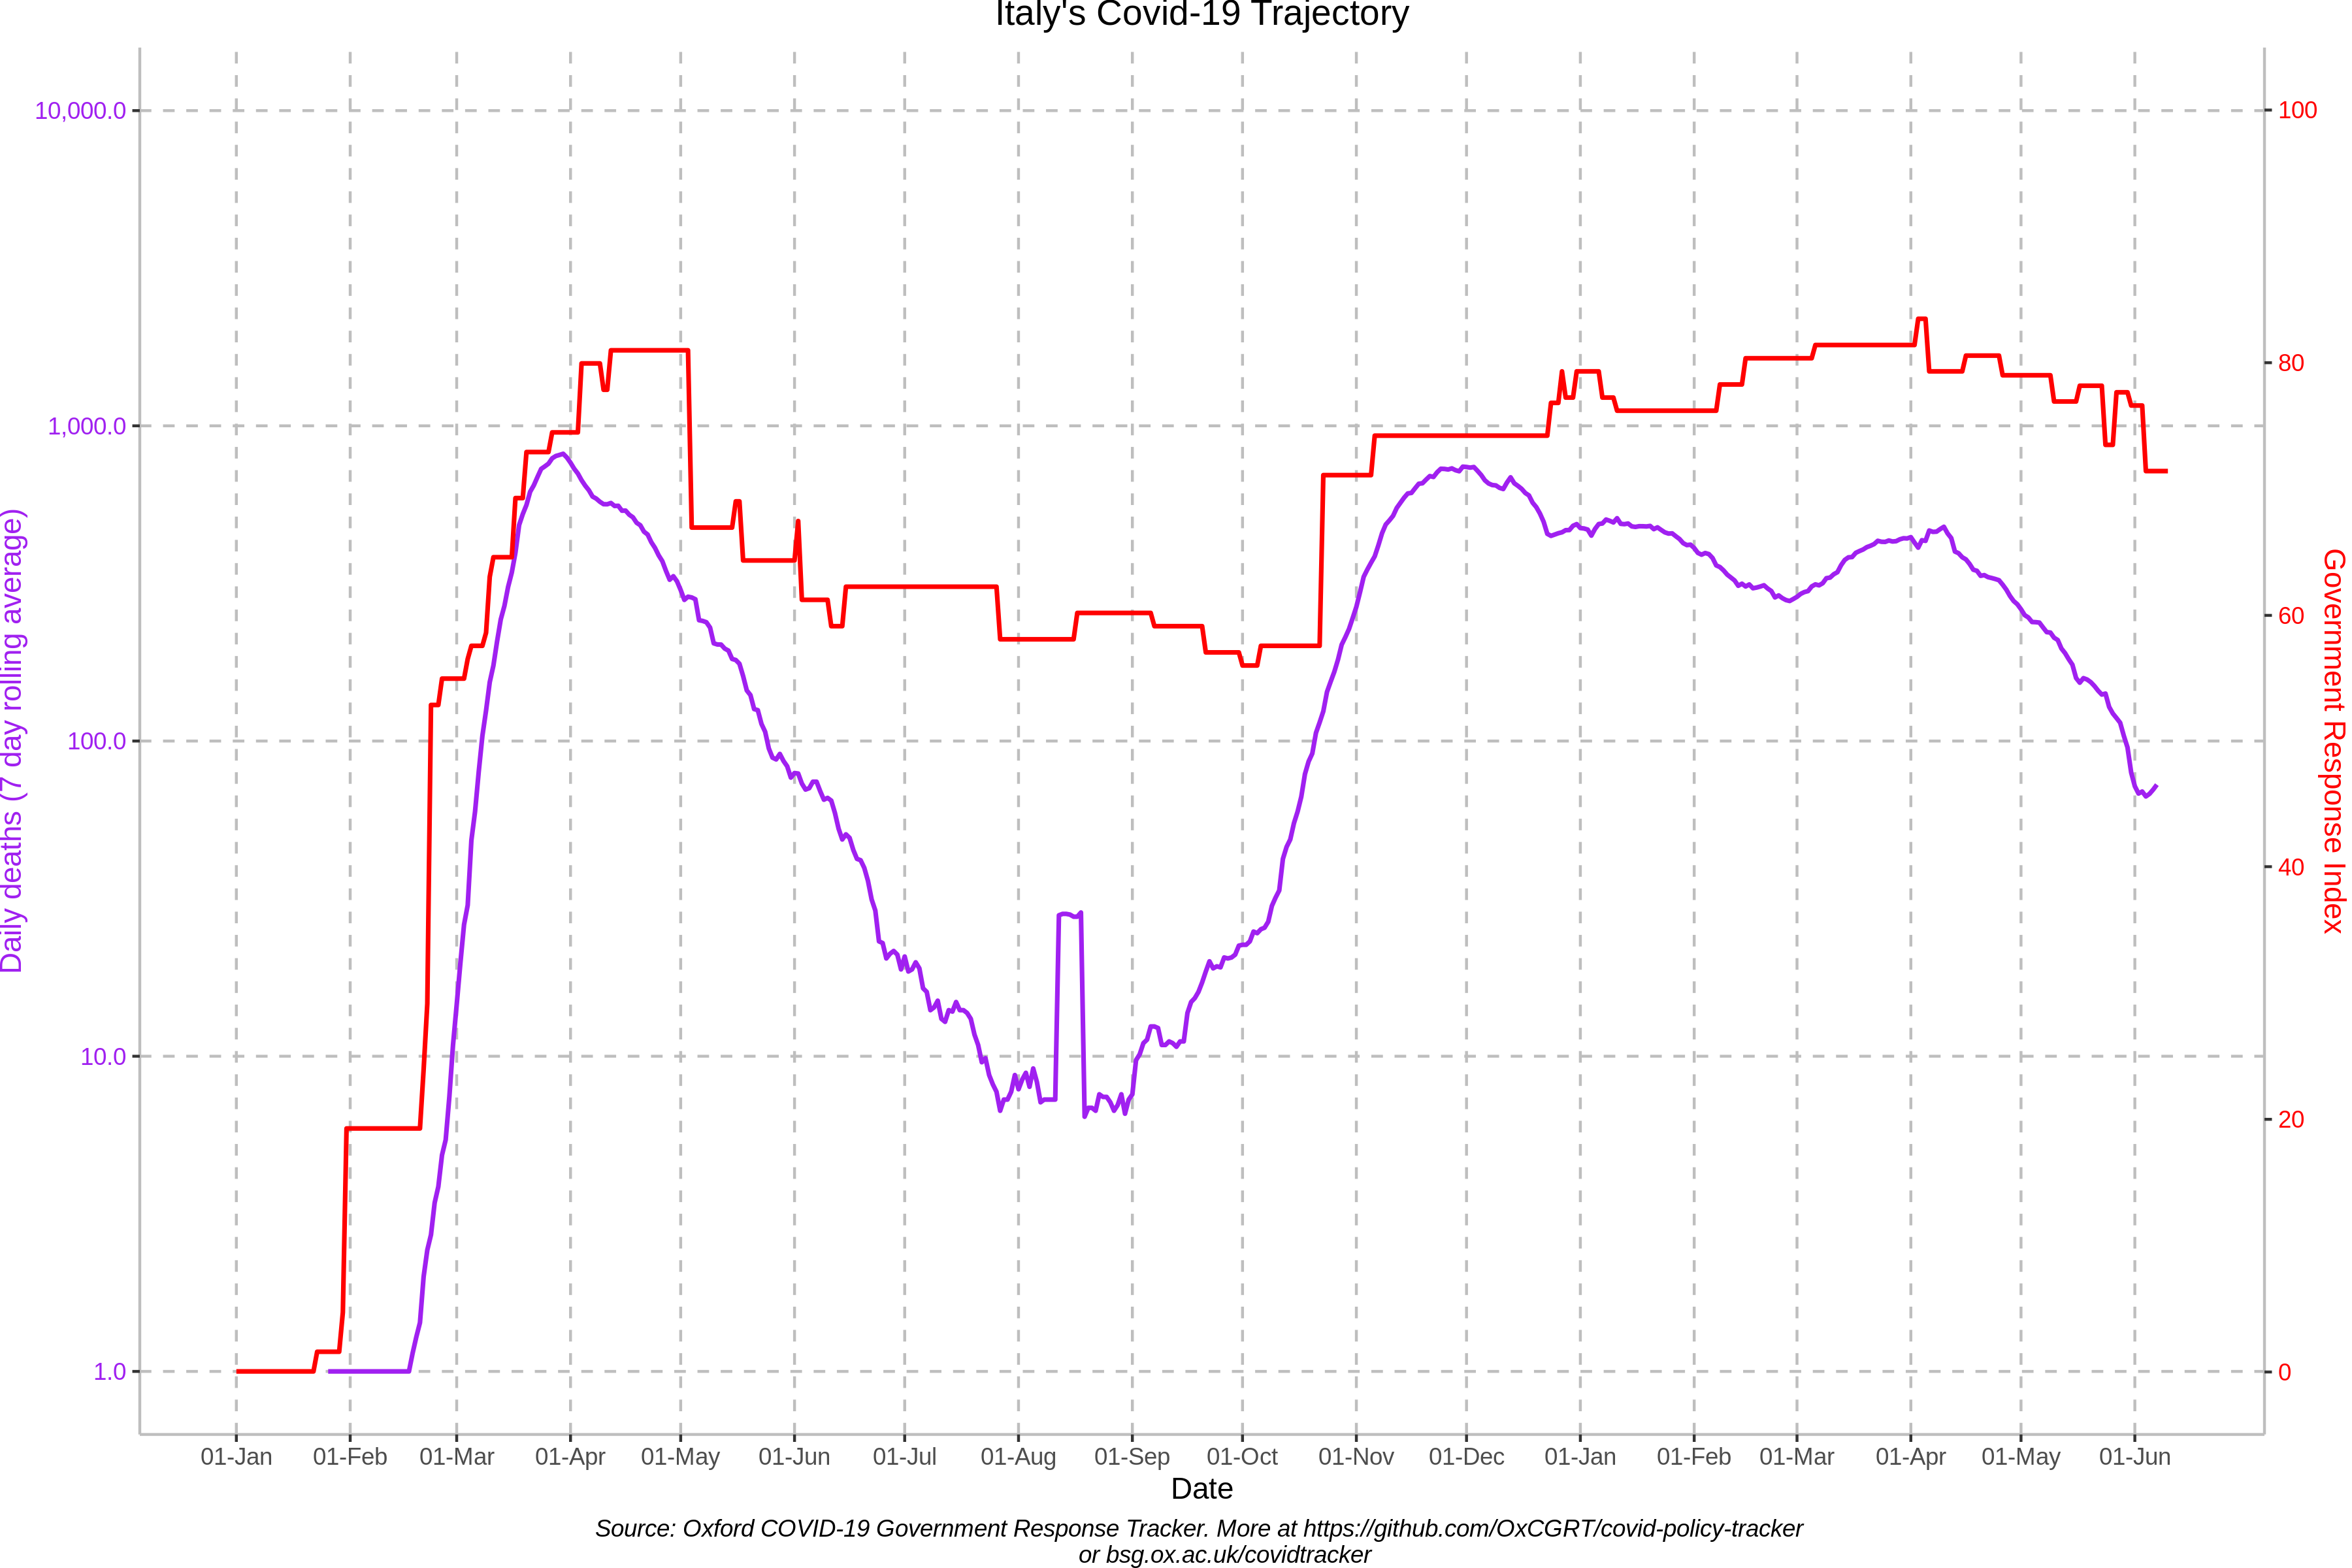 Italy's Covid-19 Trajectory
10,000.0
1,000.0
100.0
10.0
1.0
Daily deaths (7 day rolling average)
100
80
60
40
20
0
Government Response Index
01-Jan 01-Feb 01-Mar 01-Apr 01-May 01-Jun 01-Jul 01-Aug 01-Sep 01-Oct 01-Nov 01-Dec 01-Jan 01-Feb 01-Mar 01-Apr 01-May 01-Jun
Date
Source: Oxford COVID-19 Government Response Tracker. More at https://github.com/OxCGRT/covid-policy-tracker
or bsg.ox.ac.uk/covidtracker